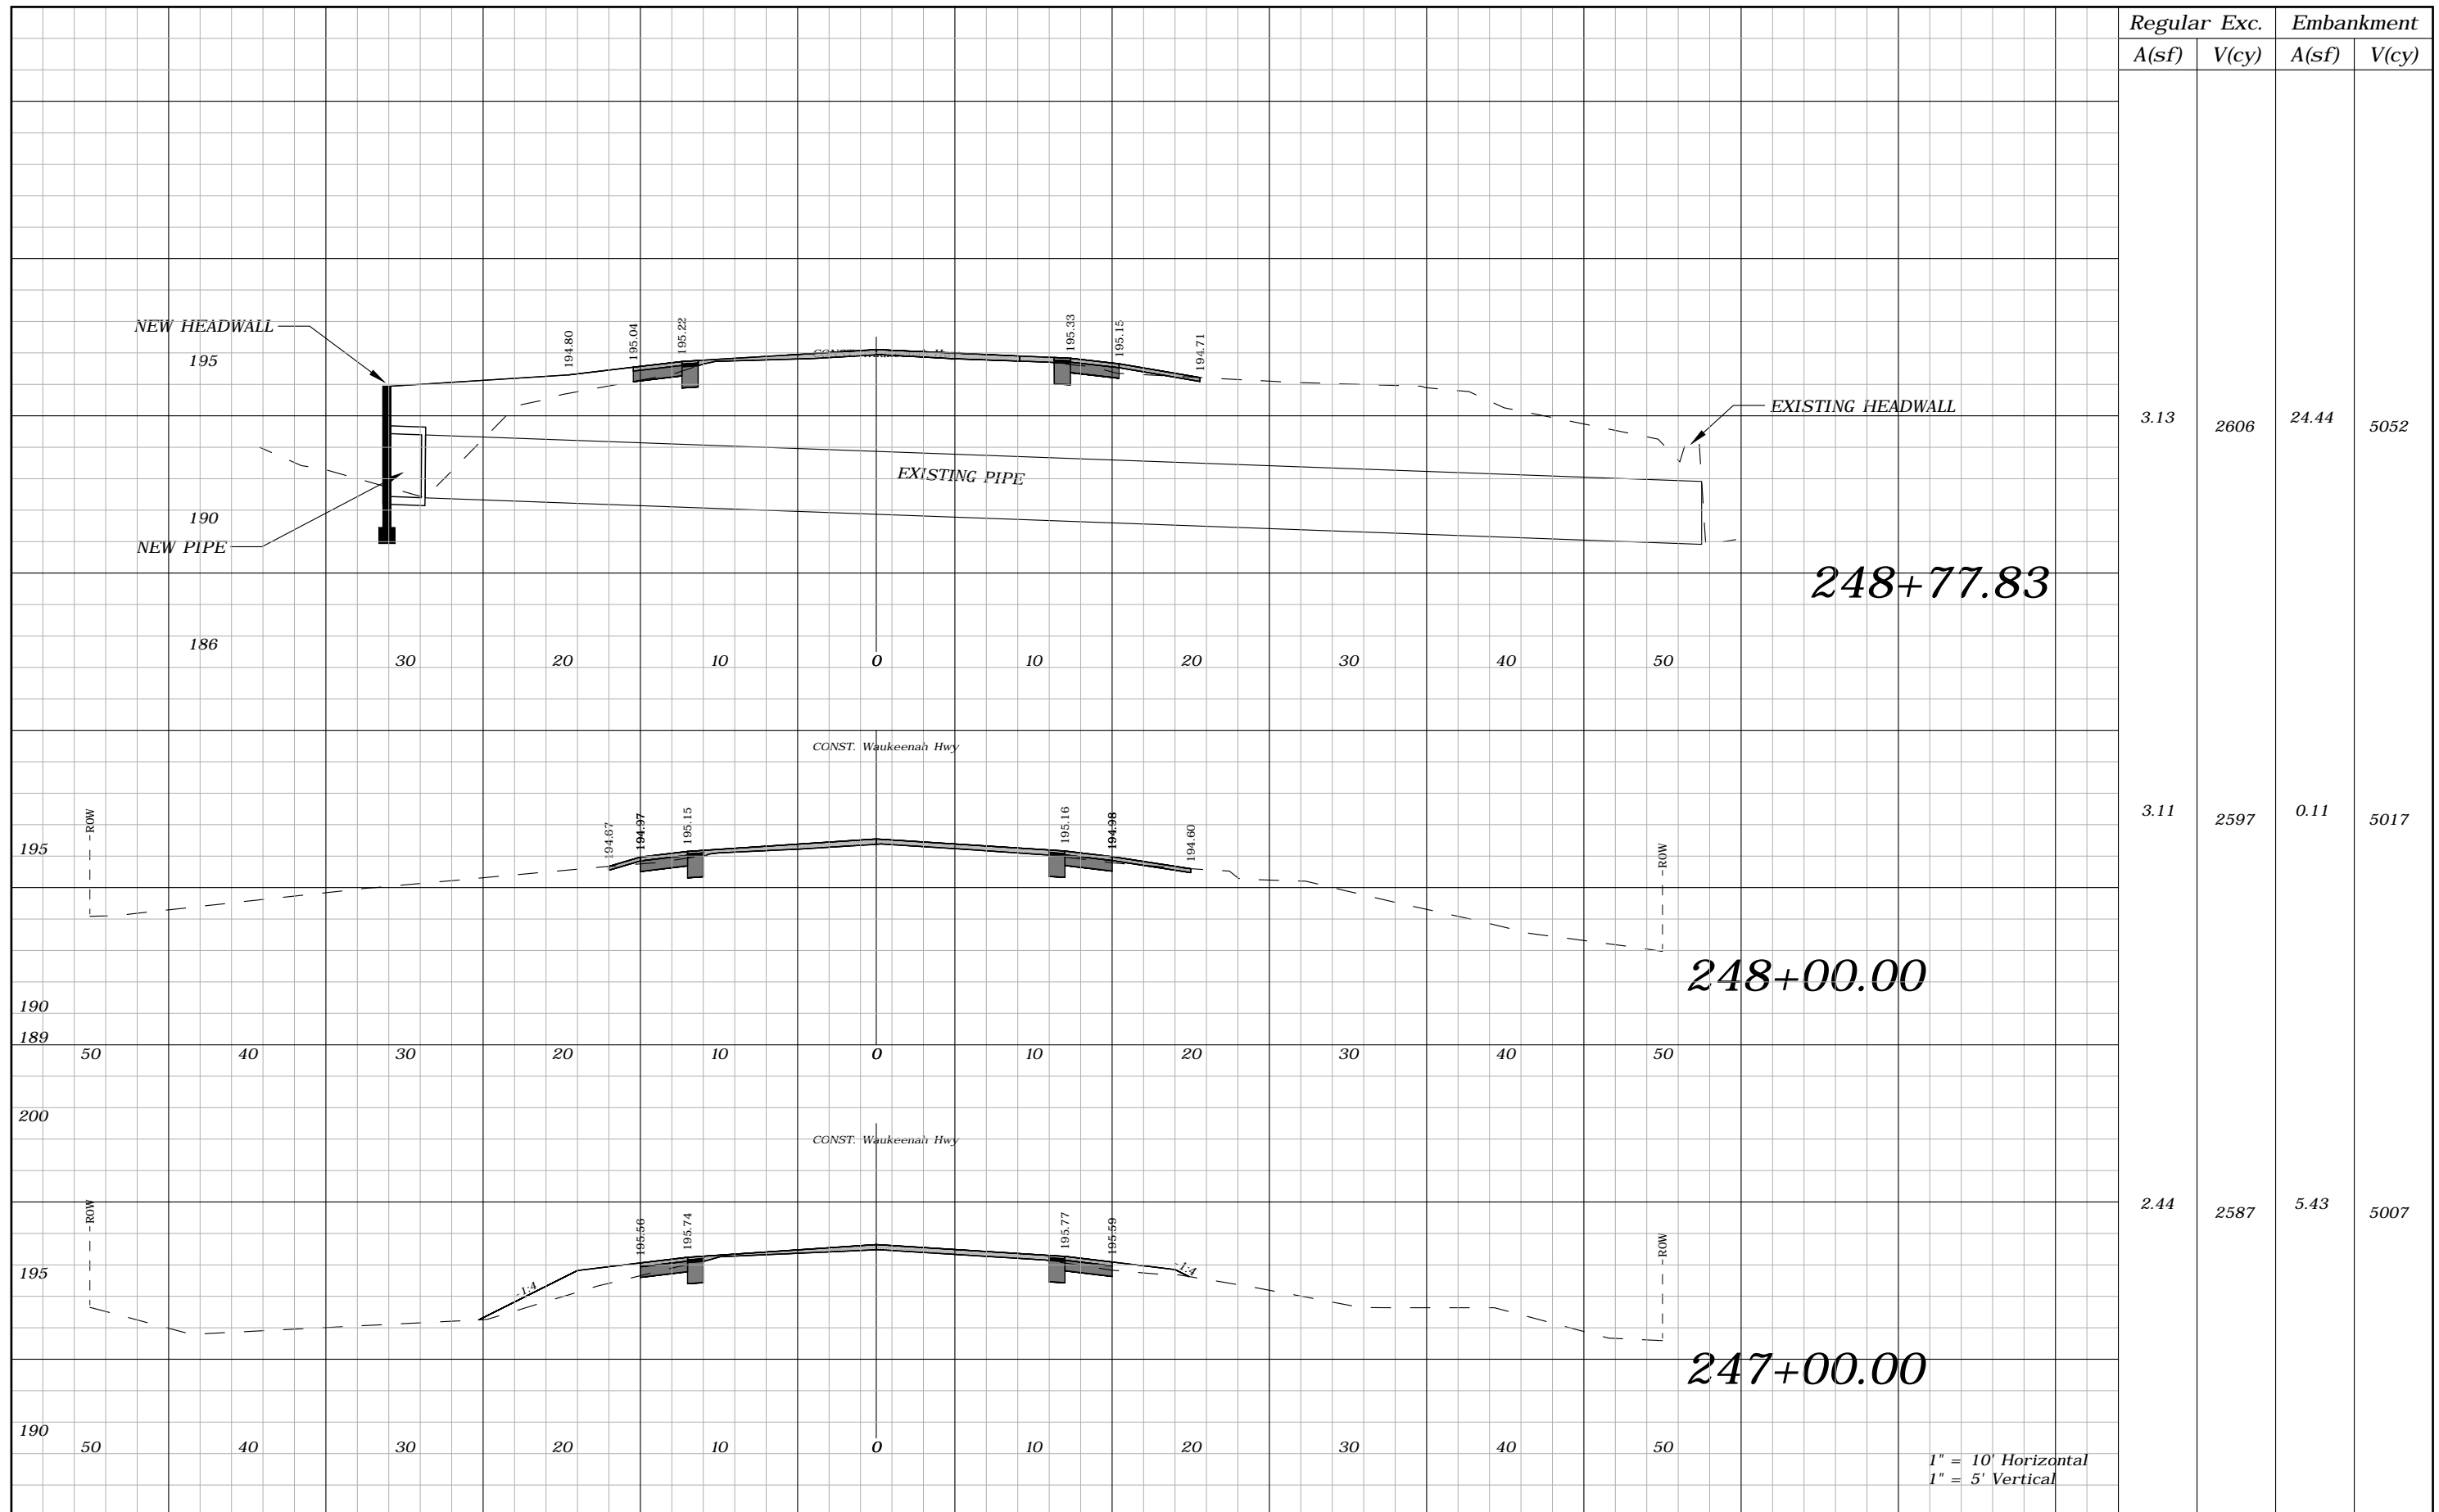 Regular Exc. Embankment
A(sf) V(cy) A(sf) V(cy)
NEW HEADWALL
195
194.80
195.04
195.22
CONST. Waukeenah Hwy
195.33
195.15
194.71
EXISTING HEADWALL
3.13 2606 24.44 5052
EXISTING PIPE
190
NEW PIPE
248+77.83
186
30 20 10 0 10 20 30 40 50
CONST. Waukeenah Hwy
ROW
194.67
194.97
195.15
195.16
194.98
194.60
ROW
3.11 2597 0.11 5017
195
248+00.00
190
189
50 40 30 20 10 0 10 20 30 40 50
200
CONST. Waukeenah Hwy
ROW
195.56
195.74
195.77
195.59
ROW
2.44 2587 5.43 5007
195
-1:4
-1:4
247+00.00
190
50 40 30 20 10 0 10 20 30 40 50
1" = 10' Horizontal
1" = 5' Vertical